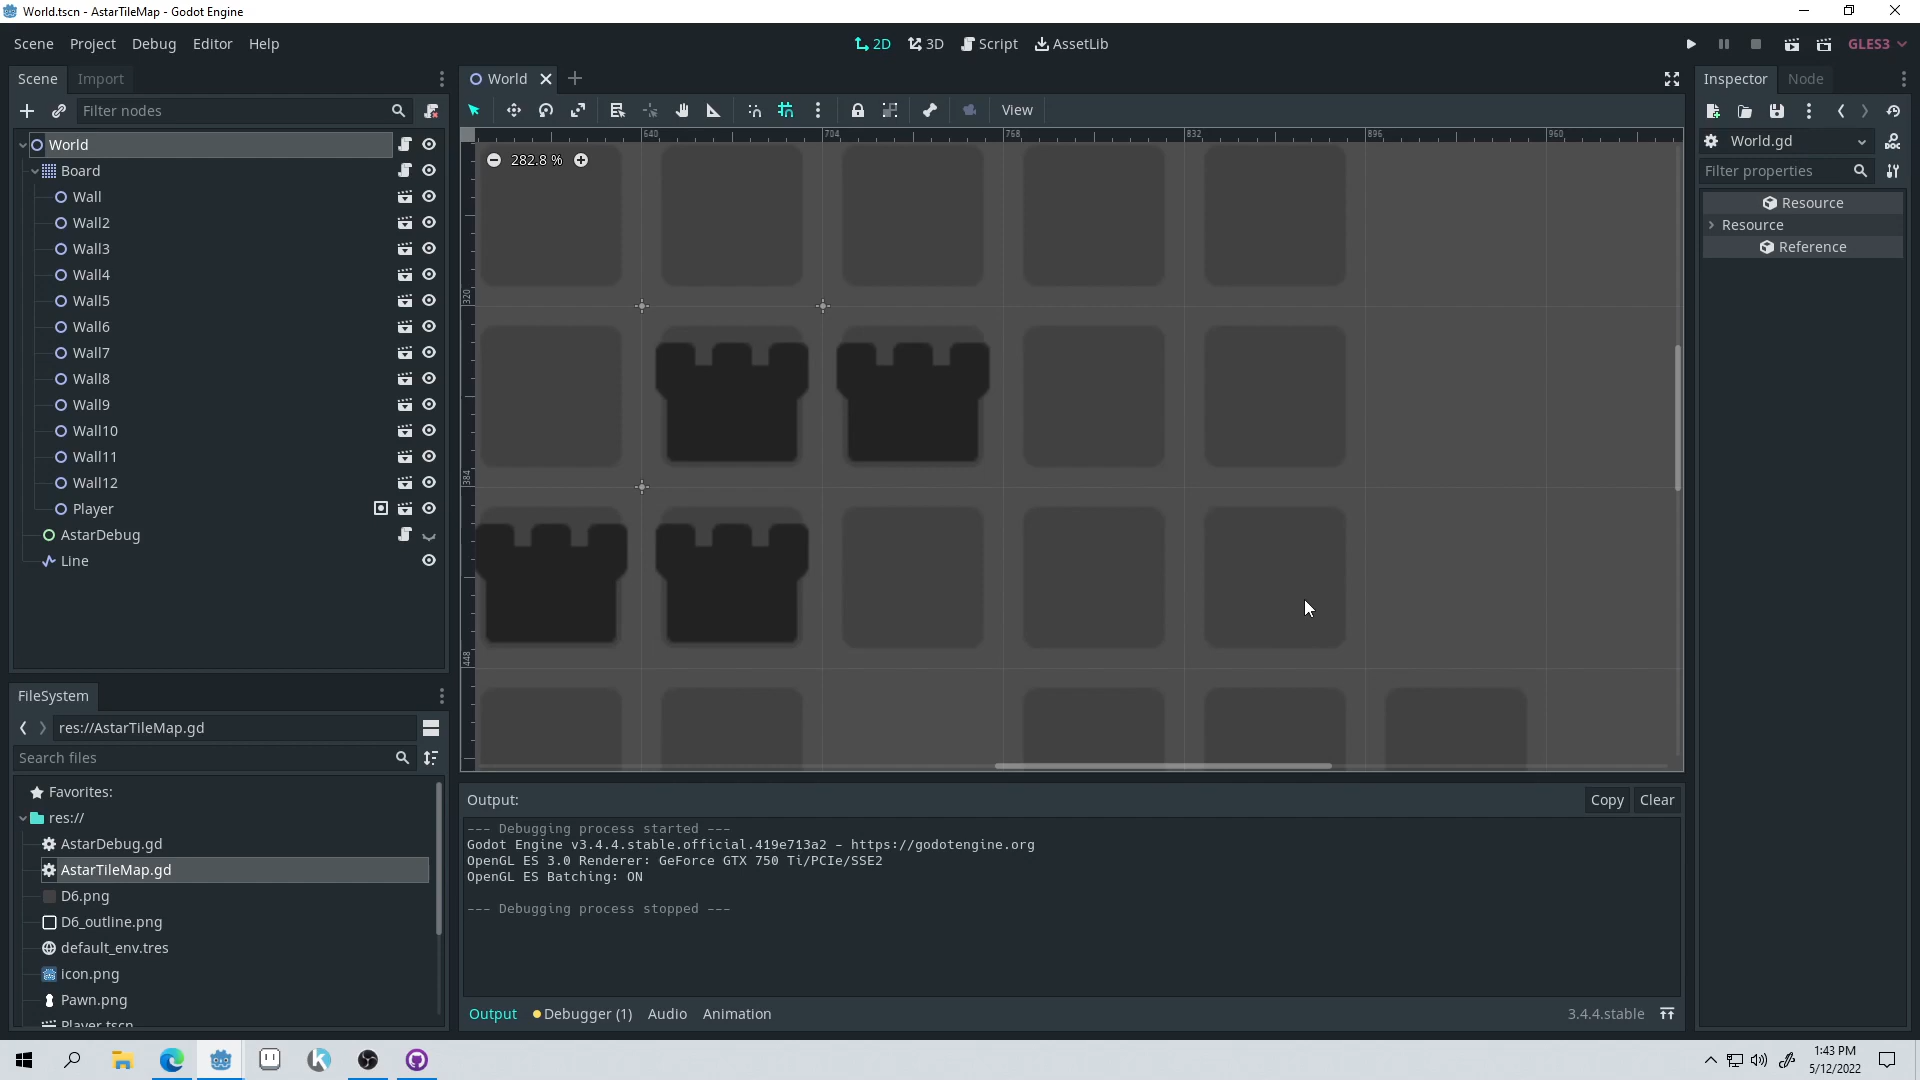 World.tscn - AstarTileMap - Godot Engine
Scene Project Debug Editor Help
2D 3D Script AssetLib
GLES3
Scene Import
Filter nodes
World
Board
Wall
Wall2
Wall3
Wall4
Wall5
Wall6
Wall7
Wall8
Wall9
Wall10
Wall11
Wall12
Player
AstarDebug
Line
FileSystem
res://AstarTileMap.gd
Search files
Favorites:
res://
AstarDebug.gd
AstarTileMap.gd
D6.png
D6_outline.png
default_env.tres
icon.png
Pawn.png
Player.tscn
World
View
640 704 768 832 896 960
282.8 %
320
384
448
Output:
Copy Clear
--- Debugging process started ---
Godot Engine v3.4.4.stable.official.419e713a2 - https://godotengine.org
OpenGL ES 3.0 Renderer: GeForce GTX 750 Ti/PCIe/SSE2
OpenGL ES Batching: ON
--- Debugging process stopped ---
Output Debugger (1) Audio Animation
3.4.4.stable
Inspector Node
World.gd
Filter properties
Resource
Resource
Reference
1:43 PM
5/12/2022